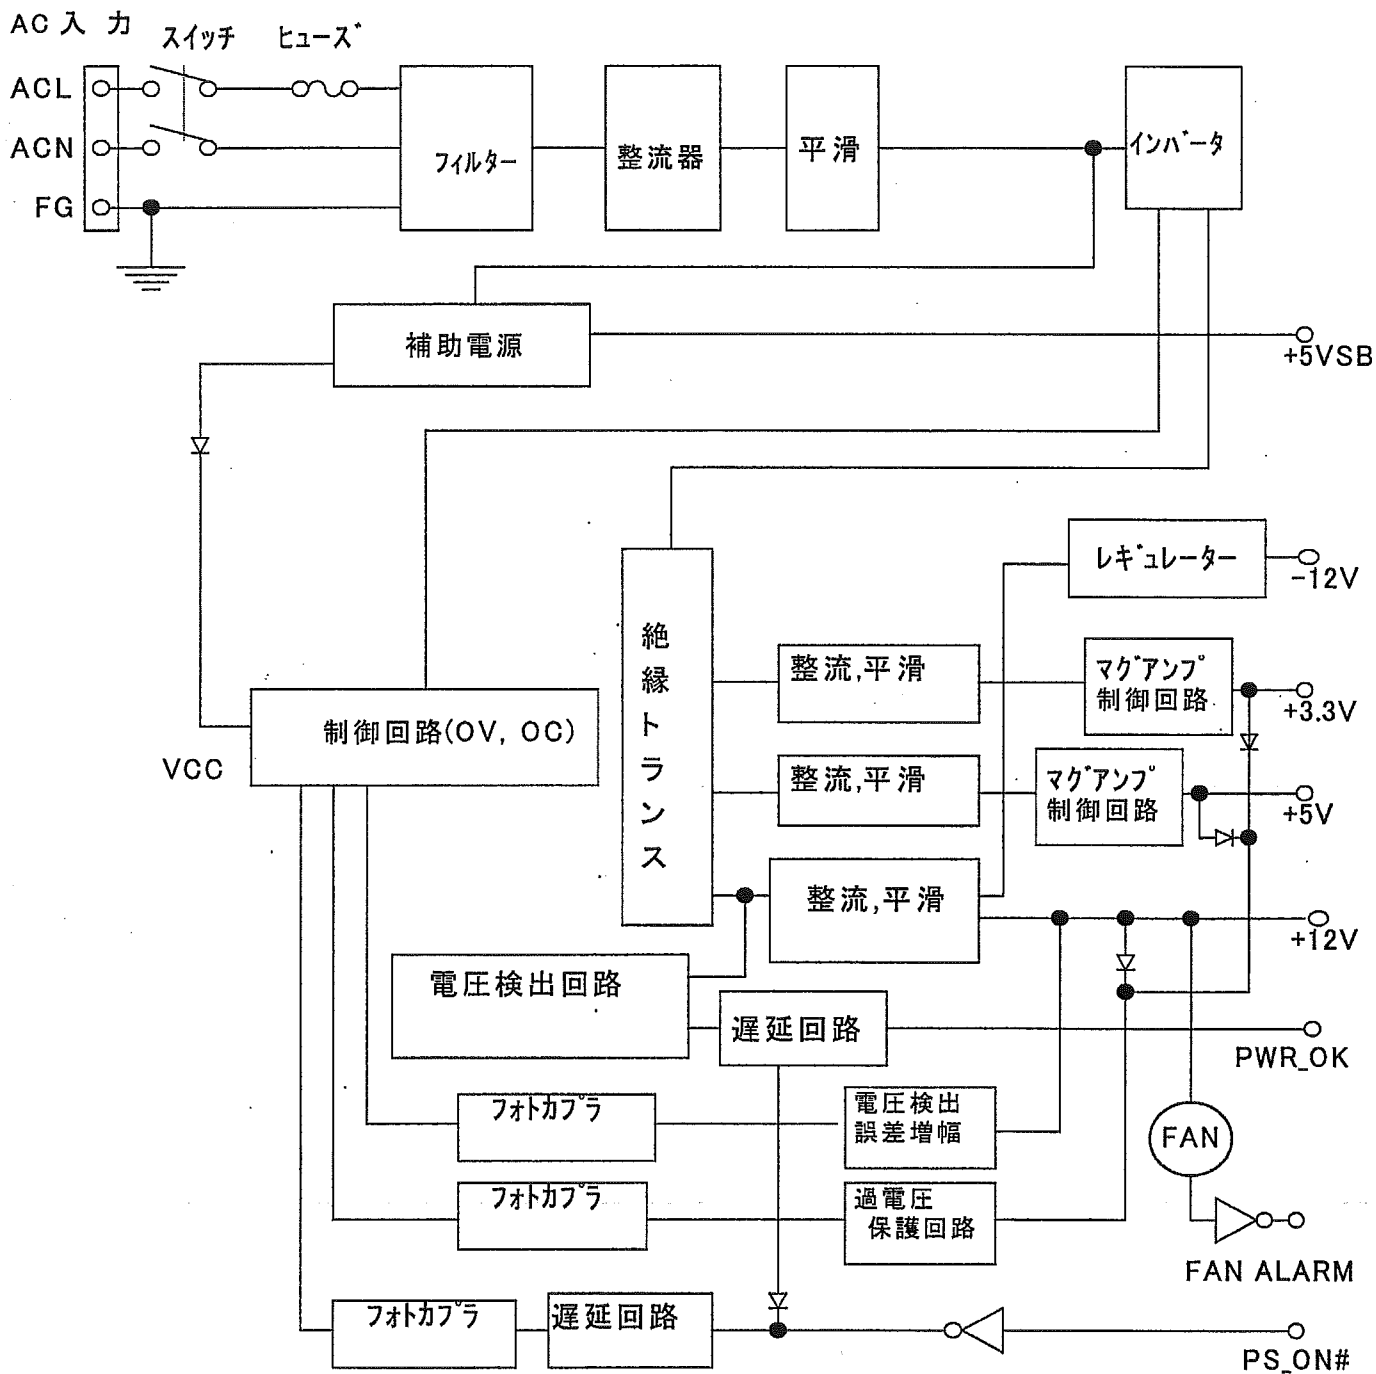 AC入力
スイッチ
ヒューズ
ACL
ACN
FG
フィルター
整流器
平滑
インバータ
補助電源
+5VSB
レギュレーター
-12V
絶縁トランス
整流,平滑
マグアンプ
制御回路
+3.3V
制御回路(OV, OC)
VCC
整流,平滑
マグアンプ
制御回路
+5V
整流,平滑
+12V
電圧検出回路
遅延回路
PWR_OK
フォトカプラ
電圧検出
誤差増幅
FAN
フォトカプラ
過電圧
保護回路
FAN ALARM
フォトカプラ
遅延回路
PS_ON#